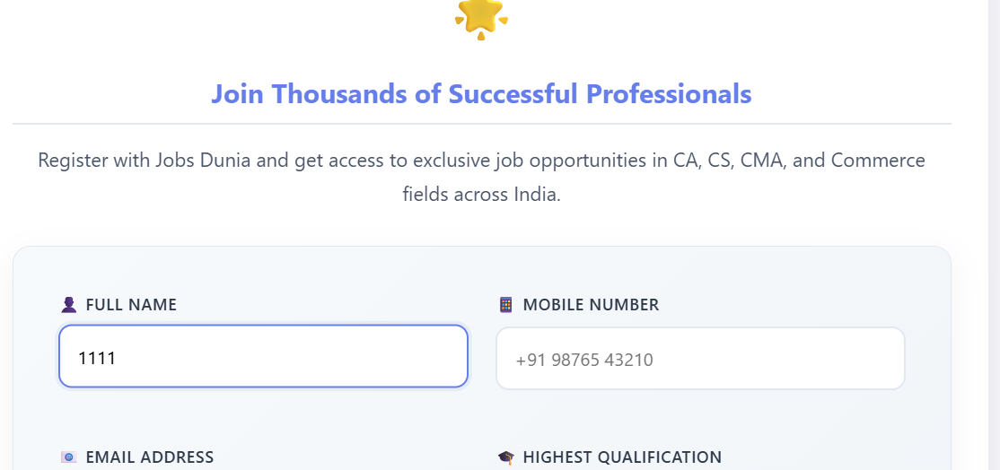 Join Thousands of Successful Professionals
Register with Jobs Dunia and get access to exclusive job opportunities in CA, CS, CMA, and Commerce
fields across India.
FULL NAME
MOBILE NUMBER
1111
+91 98765 43210
EMAIL ADDRESS
HIGHEST QUALIFICATION